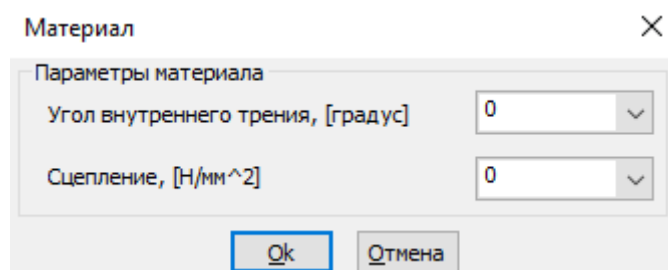 Материал
Параметры материала
Угол внутреннего трения, [градус] 0
Сцепление, [Н/мм^2] 0
Ok Отмена